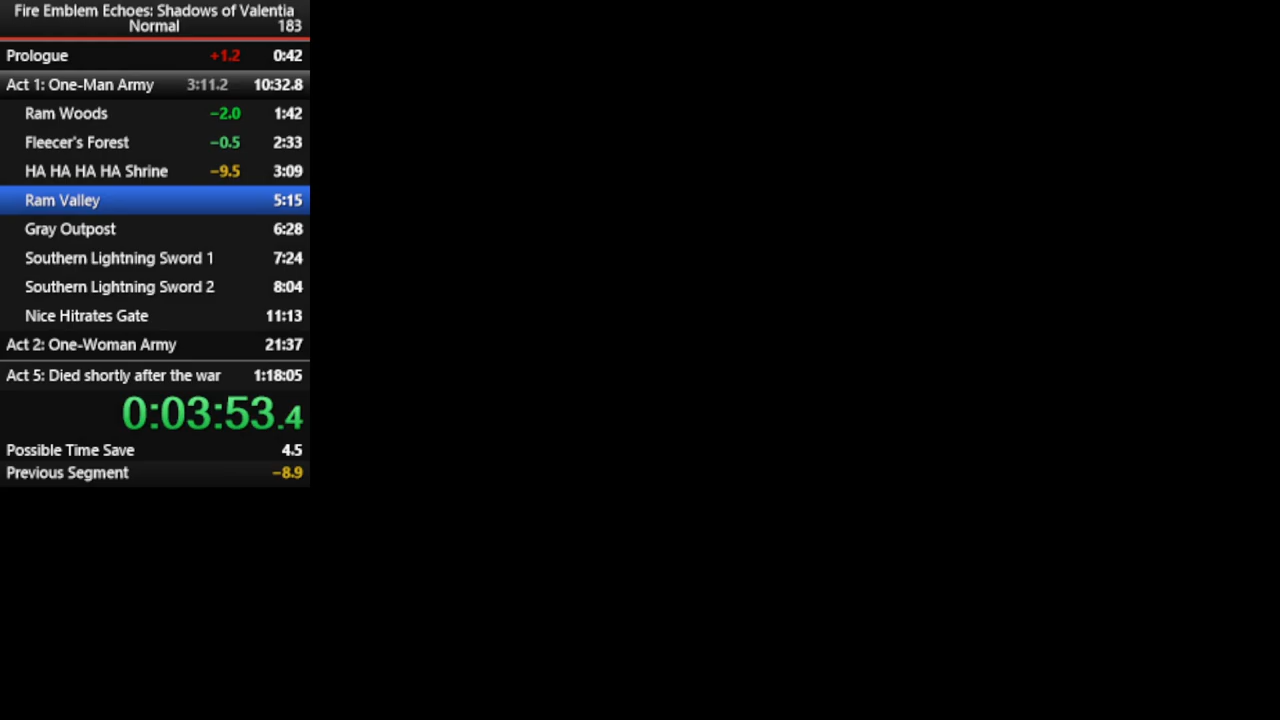 Fire Emblem Echoes: Shadows of Valentia
Normal 183
Prologue +1.2 0:42
Act 1: One-Man Army 3:11.2 10:32.8
Ram Woods −2.0 1:42
Fleecer's Forest −0.5 2:33
HA HA HA HA Shrine −9.5 3:09
Ram Valley 5:15
Gray Outpost 6:28
Southern Lightning Sword 1 7:24
Southern Lightning Sword 2 8:04
Nice Hitrates Gate 11:13
Act 2: One-Woman Army 21:37
Act 5: Died shortly after the war 1:18:05
0:03:53.4
Possible Time Save 4.5
Previous Segment −8.9